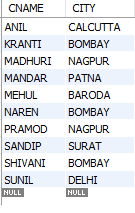 CNAME CITY
ANIL CALCUTTA
KRANTI BOMBAY
MADHURI NAGPUR
MANDAR PATNA
MEHUL BARODA
NAREN BOMBAY
PRAMOD NAGPUR
SANDIP SURAT
SHIVANI BOMBAY
SUNIL DELHI
NULL NULL